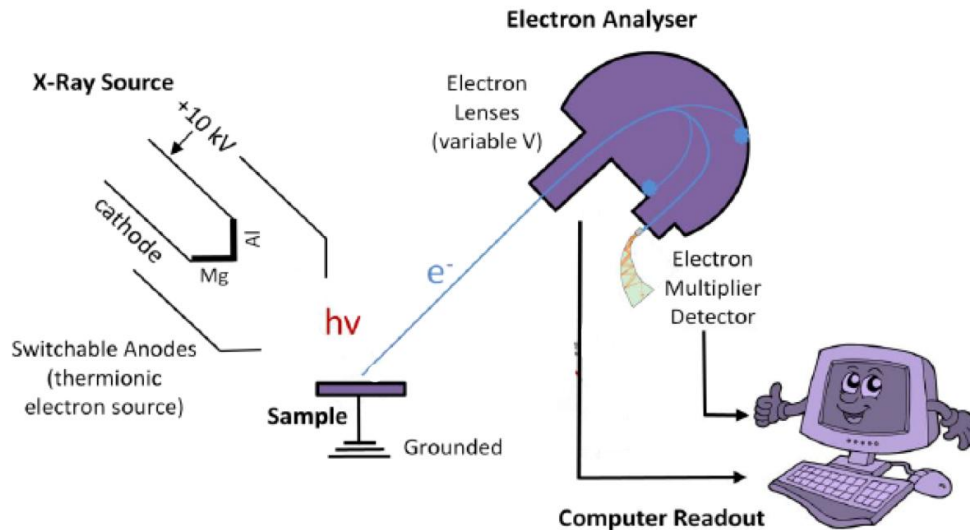 Electron Analyser
X-Ray Source
+10 kV
cathode
Al
Mg
Switchable Anodes
(thermionic
electron source)
hv
e-
Electron
Lenses
(variable V)
Electron
Multiplier
Detector
Sample
Grounded
Computer Readout